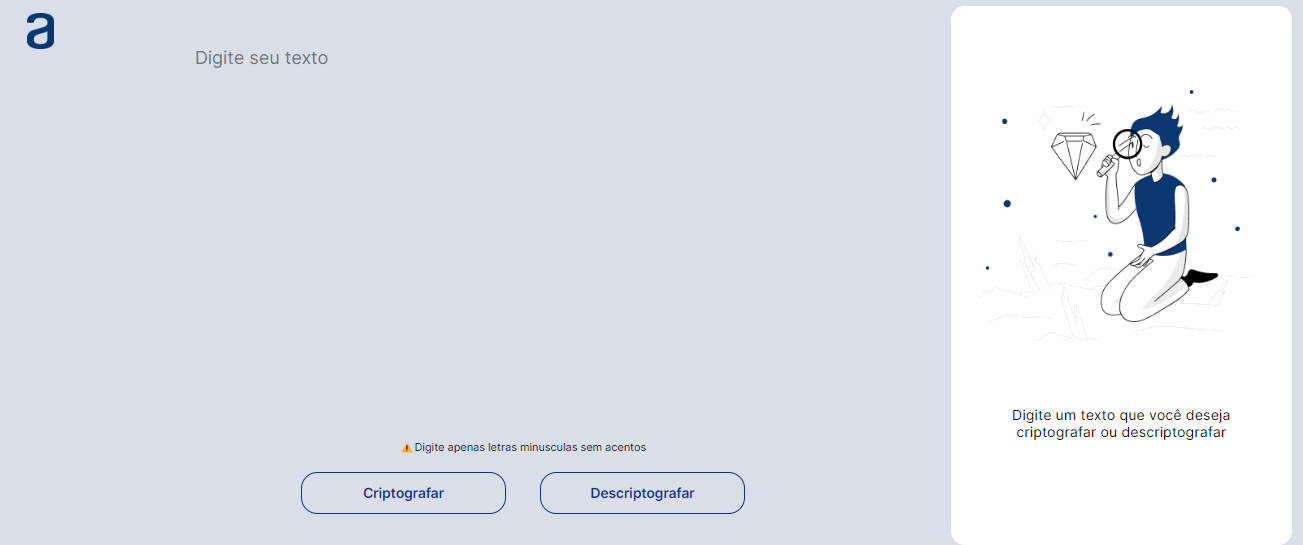 a
Digite seu texto
⚠️ Digite apenas letras minusculas sem acentos
Criptografar
Descriptografar
Digite um texto que você deseja
criptografar ou descriptografar